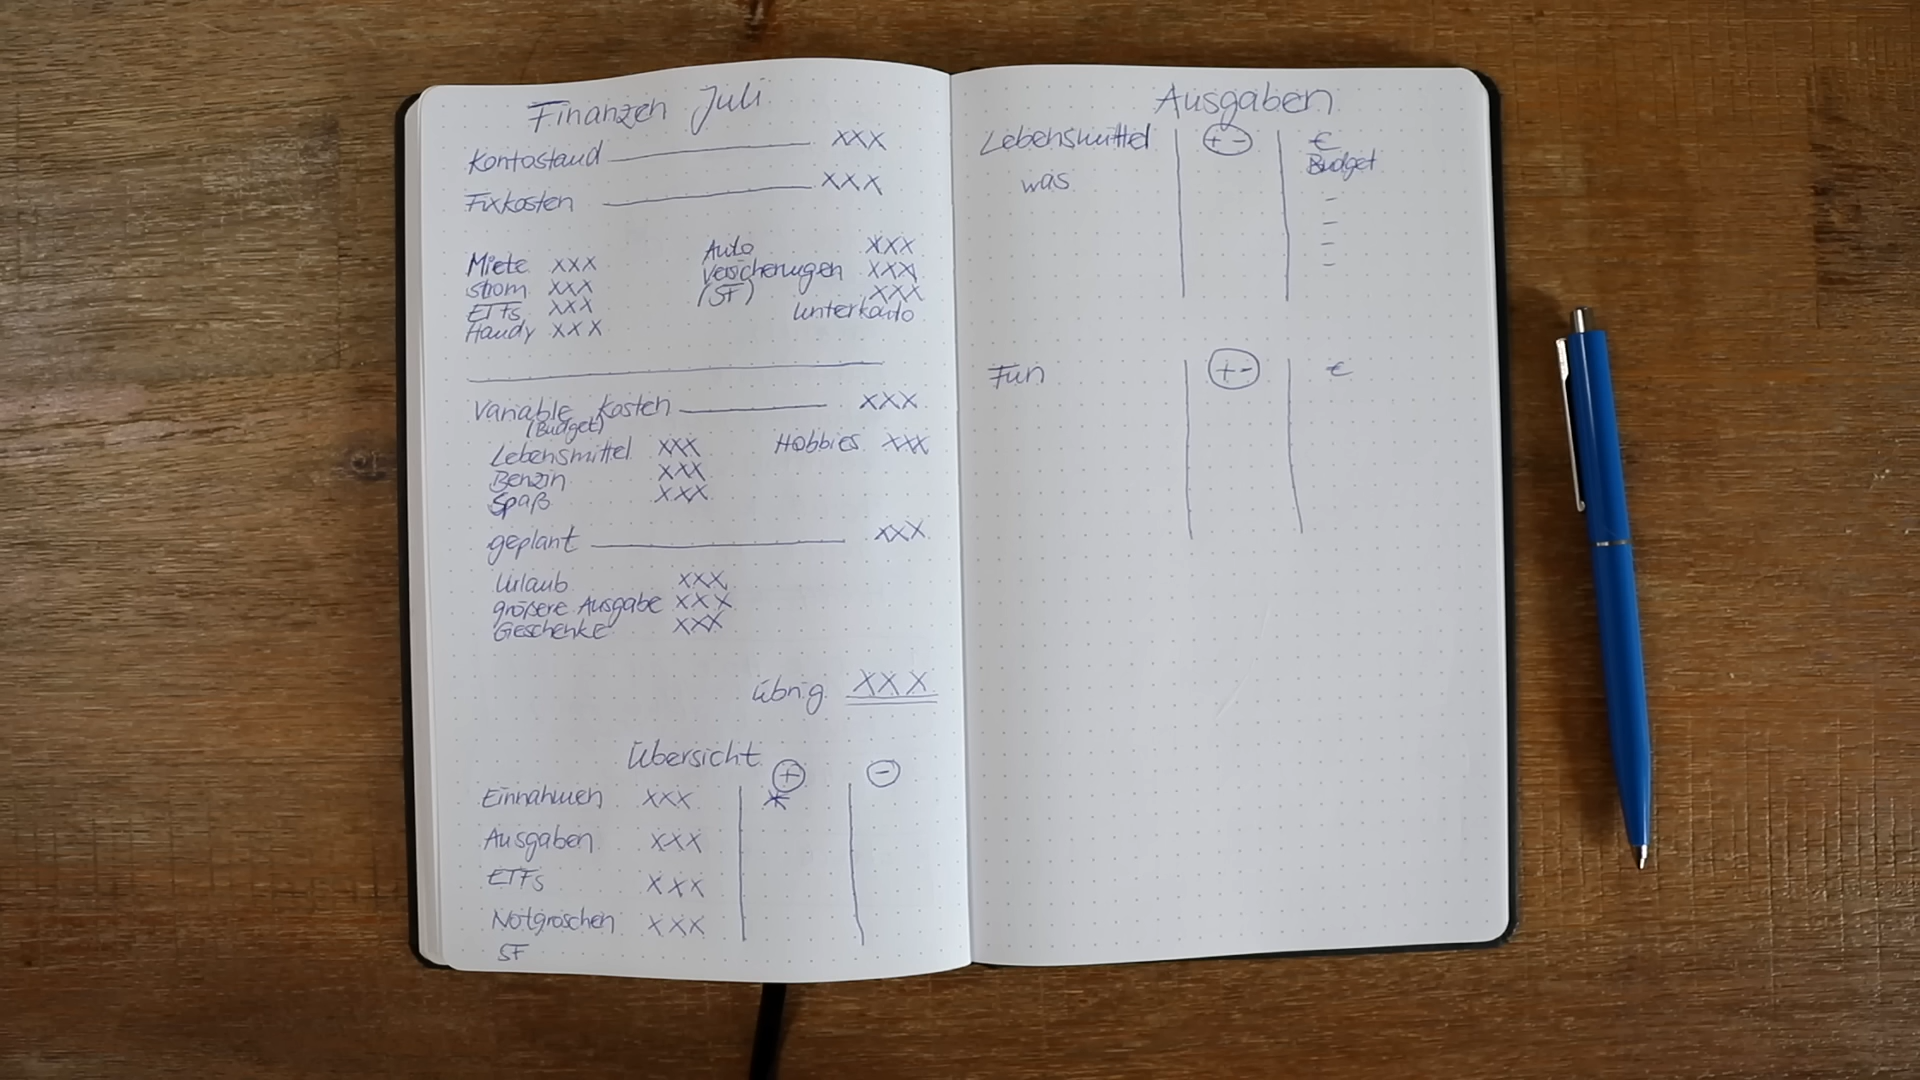 Finanzen Juli
Kontostand XXX
Fixkosten XXX
Miete XXX
Strom XXX
ETFs XXX
Handy XXX
Auto XXX
Versicherungen XXX
(SF) XXX
Unterkonto
Variable Kosten XXX
(Budget)
Lebensmittel XXX
Benzin XXX
Spaß XXX
Hobbies XXX
geplant XXX
Urlaub XXX
größere Ausgabe XXX
Geschenke XXX
übrig XXX
Übersicht
+ -
Einnahmen XXX
Ausgaben XXX
ETFs XXX
Notgroschen XXX
SF
Ausgaben
Lebensmittel + - €
Budget
was
-
-
-
-
Fun + - €